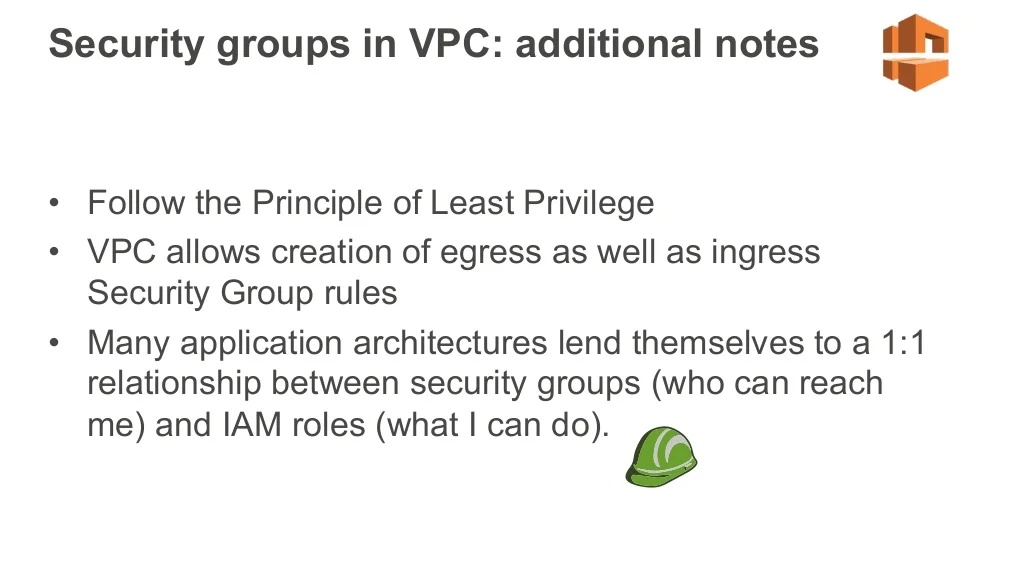 Security groups in VPC: additional notes
• Follow the Principle of Least Privilege
• VPC allows creation of egress as well as ingress
Security Group rules
• Many application architectures lend themselves to a 1:1
relationship between security groups (who can reach
me) and IAM roles (what I can do).